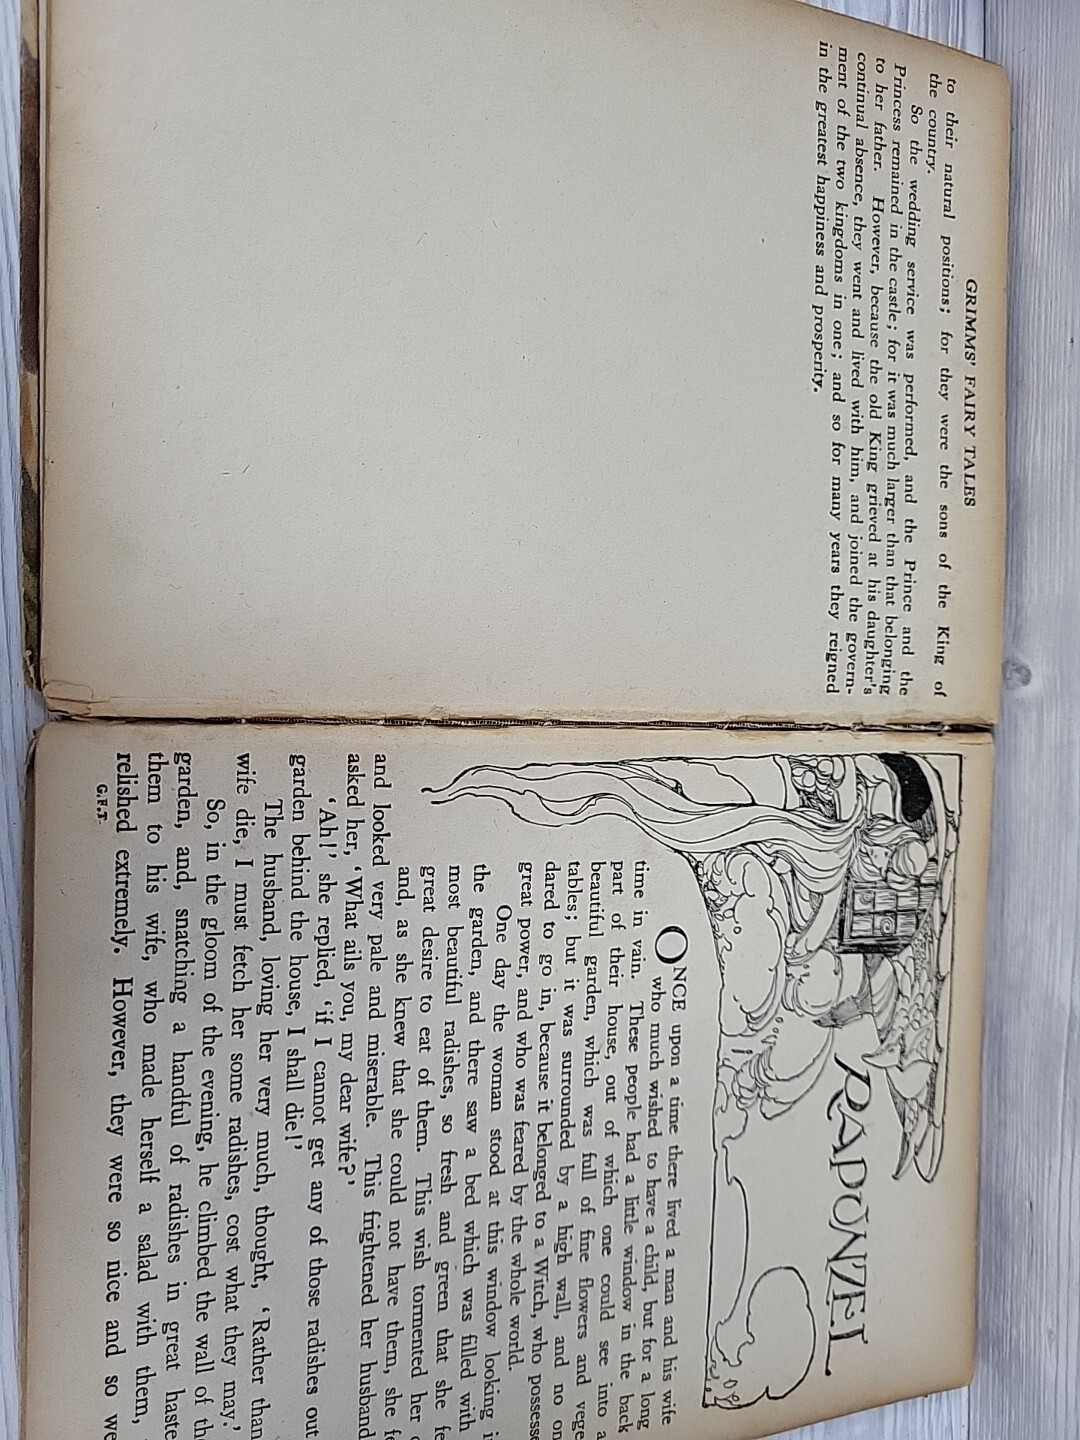 GRIMMS' FAIRY TALES
to their natural positions; for they were the sons of the King of
the country.
So the wedding service was performed, and the Prince and the
Princess remained in the castle; for it was much larger than that belonging
to her father. However, because the old King grieved at his daughter's
continual absence, they went and lived with him, and joined the govern-
ment of the two kingdoms in one; and so for many years they reigned
in the greatest happiness and prosperity.
RAPUNZEL
ONCE upon a time there lived a man and his wife
who much wished to have a child, but for a long
time in vain. These people had a little window in the back
part of their house, out of which one could see into a
beautiful garden, which was full of fine flowers and vege
tables; but it was surrounded by a high wall, and no on
dared to go in, because it belonged to a Witch, who possesse
great power, and who was feared by the whole world.
One day the woman stood at this window looking i
the garden, and there saw a bed which was filled with
most beautiful radishes, so fresh and green that she fe
great desire to eat of them. This wish tormented her
and, as she knew that she could not have them, she fe
and looked very pale and miserable. This frightened her husband
asked her, 'What ails you, my dear wife?'
'Ah!' she replied, 'if I cannot get any of those radishes out
garden behind the house, I shall die!'
The husband, loving her very much, thought, 'Rather than
wife die, I must fetch her some radishes, cost what they may.'
So, in the gloom of the evening, he climbed the wall of th
garden, and, snatching a handful of radishes in great haste
them to his wife, who made herself a salad with them,
relished extremely. However, they were so nice and so we
G.F.T.